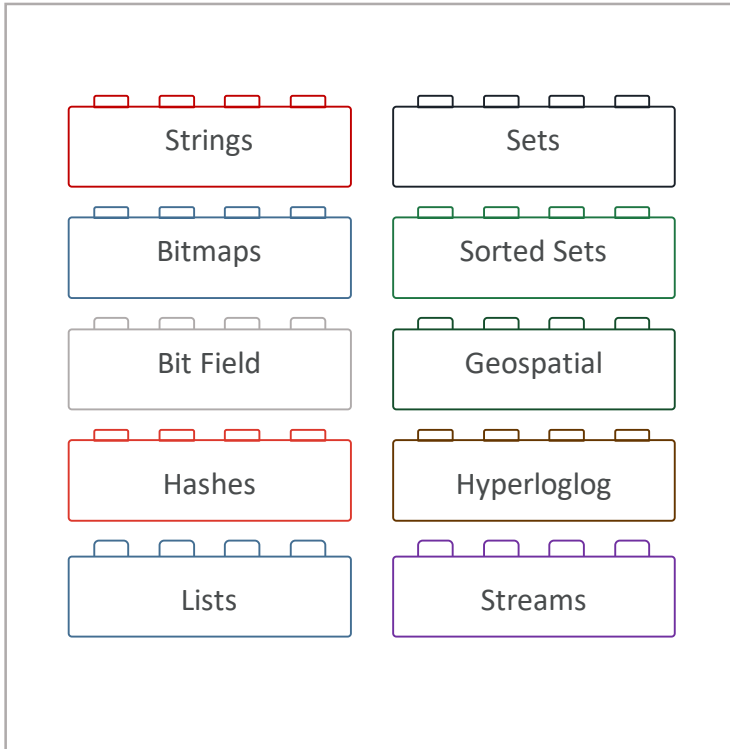 Strings
Sets
Bitmaps
Sorted Sets
Bit Field
Geospatial
Hashes
Hyperloglog
Lists
Streams